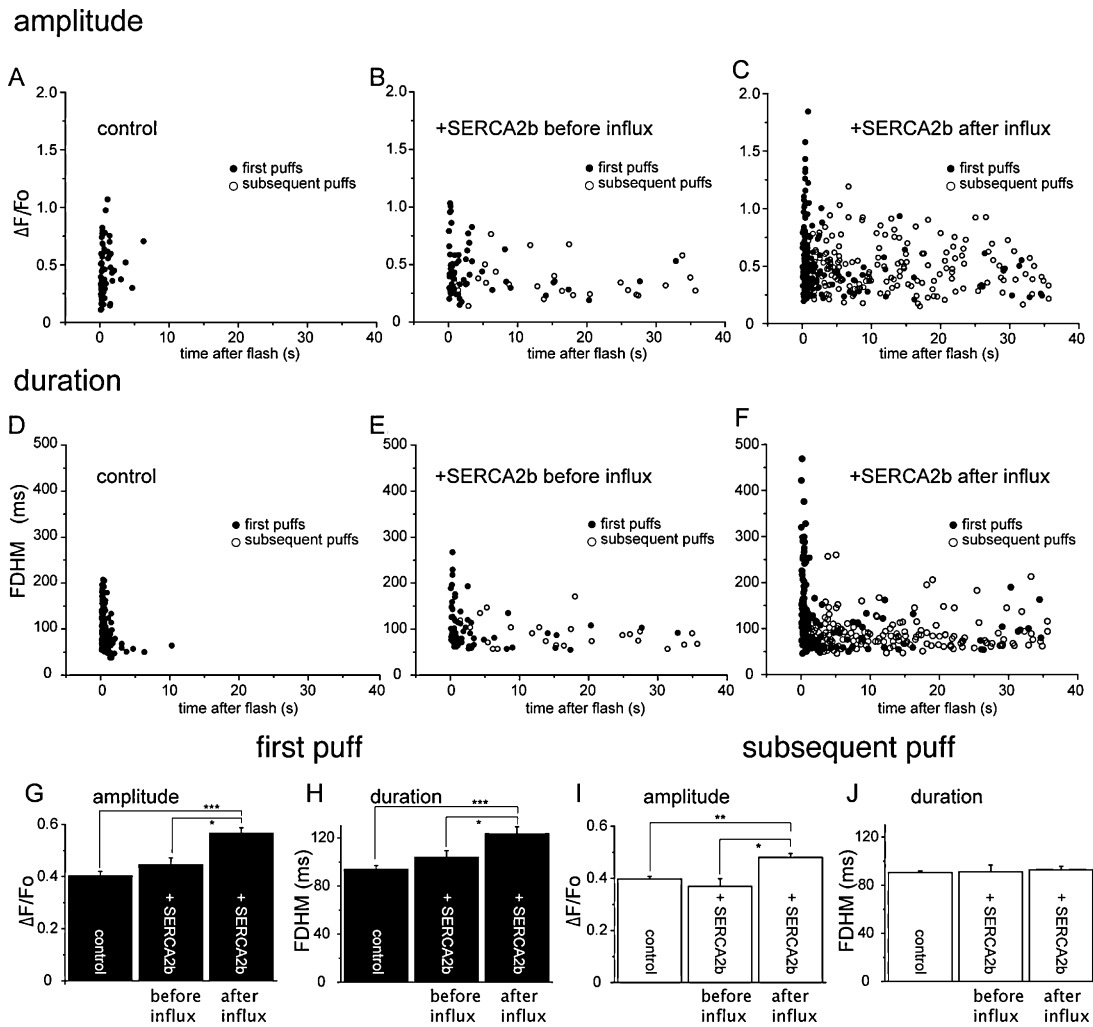 amplitude
A
B
C
2.0
1.5
1.0
0.5
0
ΔF/Fo
control
first puffs
subsequent puffs
0 10 20 30 40
time after flash (s)
2.0
1.5
1.0
0.5
0
+SERCA2b before influx
first puffs
subsequent puffs
0 10 20 30 40
time after flash (s)
2.0
1.5
1.0
0.5
0
+SERCA2b after influx
first puffs
subsequent puffs
0 10 20 30 40
time after flash (s)
duration
D
E
F
500
400
300
200
100
0
FDHM (ms)
control
first puffs
subsequent puffs
0 10 20 30 40
time after flash (s)
500
400
300
200
100
0
+SERCA2b before influx
first puffs
subsequent puffs
0 10 20 30 40
time after flash (s)
500
400
300
200
100
0
+SERCA2b after influx
first puffs
subsequent puffs
0 10 20 30 40
time after flash (s)
first puff
subsequent puff
G
amplitude
***
*
0.6
0.4
0.2
0
ΔF/Fo
control
+ SERCA2b
+ SERCA2b
before influx
after influx
H
duration
***
*
120
80
40
0
FDHM (ms)
control
+ SERCA2b
+ SERCA2b
before influx
after influx
I
amplitude
**
*
0.6
0.4
0.2
0
ΔF/Fo
control
+ SERCA2b
+ SERCA2b
before influx
after influx
J
duration
120
80
40
0
FDHM (ms)
control
+ SERCA2b
+ SERCA2b
before influx
after influx